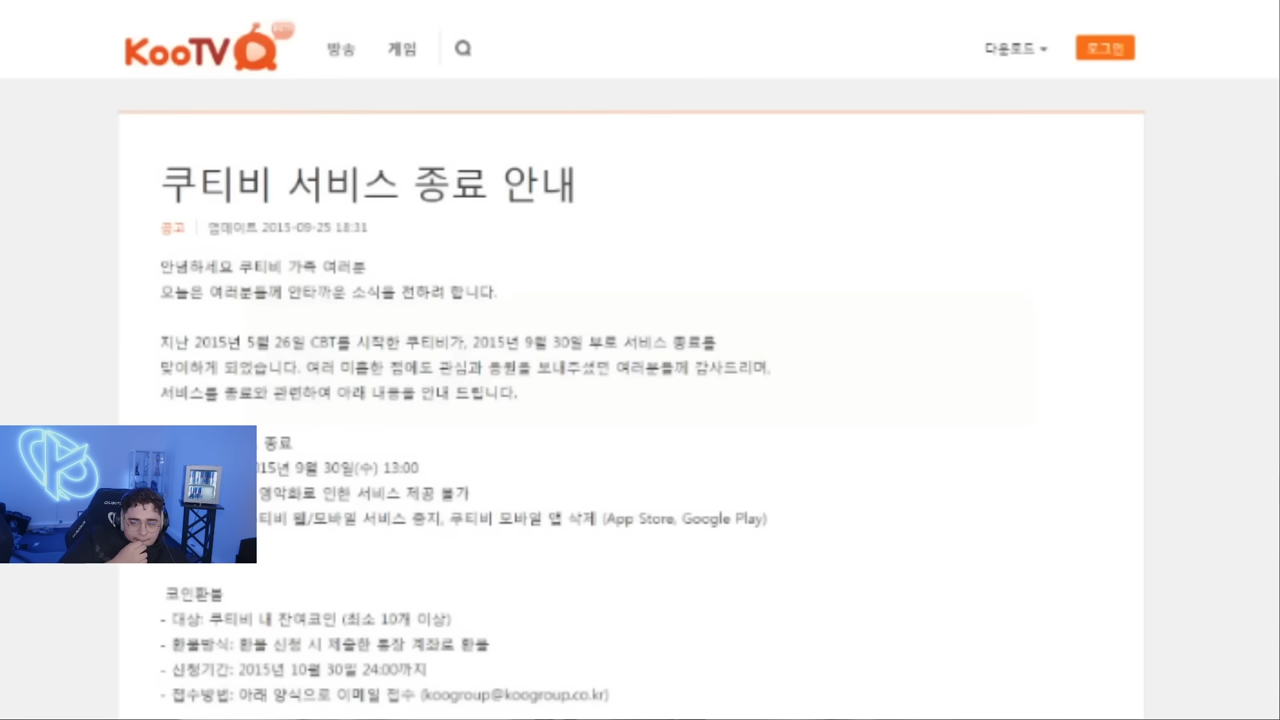 KooTV
방송 게임
다운로드
로그인
쿠티비 서비스 종료 안내
공고 업데이트 2015-09-25 18:31
안녕하세요 쿠티비 가족 여러분
오늘은 여러분들께 안타까운 소식을 전하려 합니다.
지난 2015년 5월 26일 CBT를 시작한 쿠티비가, 2015년 9월 30일 부로 서비스 종료를
맞이하게 되었습니다. 여러 미흡한 점에도 관심과 응원을 보내주셨던 여러분들께 감사드리며,
서비스를 종료와 관련하여 아래 내용을 안내 드립니다.
종료
15년 9월 30일(수) 13:00
영악화로 인한 서비스 제공 불가
티비 웹/모바일 서비스 중지, 쿠티비 모바일 앱 삭제 (App Store, Google Play)
코인환불
- 대상: 쿠티비 내 잔여코인 (최소 10개 이상)
- 환불방식: 환불 신청 시 제출한 통장 계좌로 환불
- 신청기간: 2015년 10월 30일 24:00까지
- 접수방법: 아래 양식으로 이메일 접수 (koogroup@koogroup.co.kr)